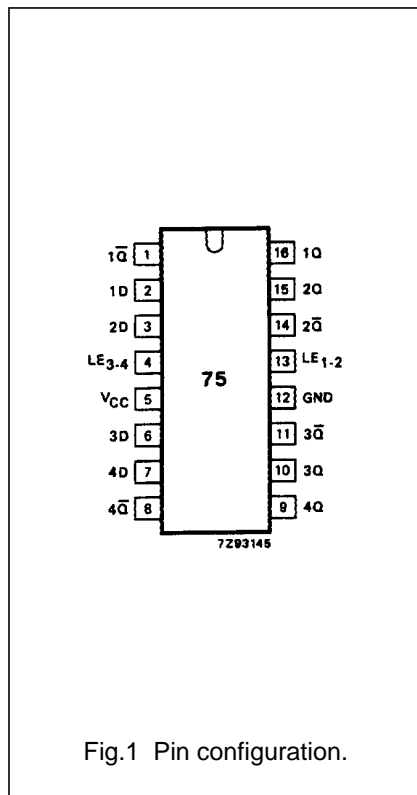 1Q̅ 1 16 1Q
1D 2 15 2Q
2D 3 14 2Q̅
LE3-4 4 13 LE1-2
VCC 5 75 12 GND
3D 6 11 3Q̅
4D 7 10 3Q
4Q̅ 8 9 4Q
7Z93145
Fig.1 Pin configuration.